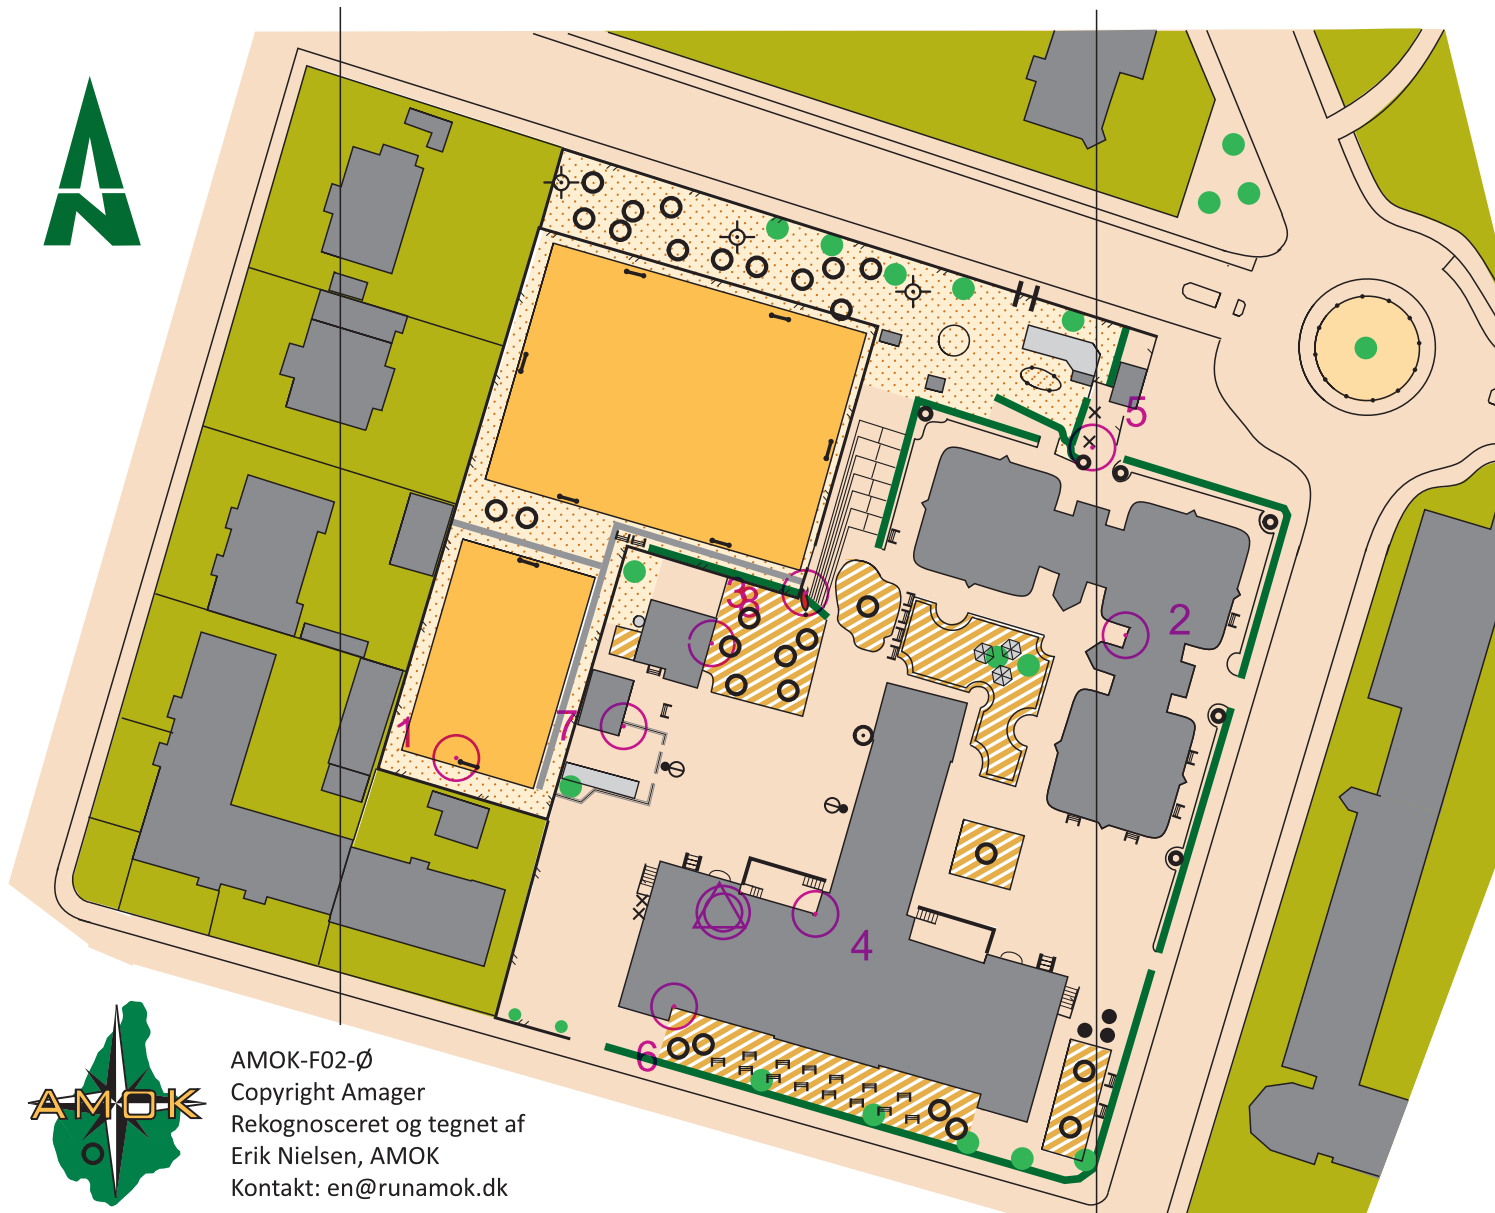 5
3
8
2
1
7
4
6
AMOK
AMOK-F02-Ø
Copyright Amager
Rekognosceret og tegnet af
Erik Nielsen, AMOK
Kontakt: en@runamok.dk